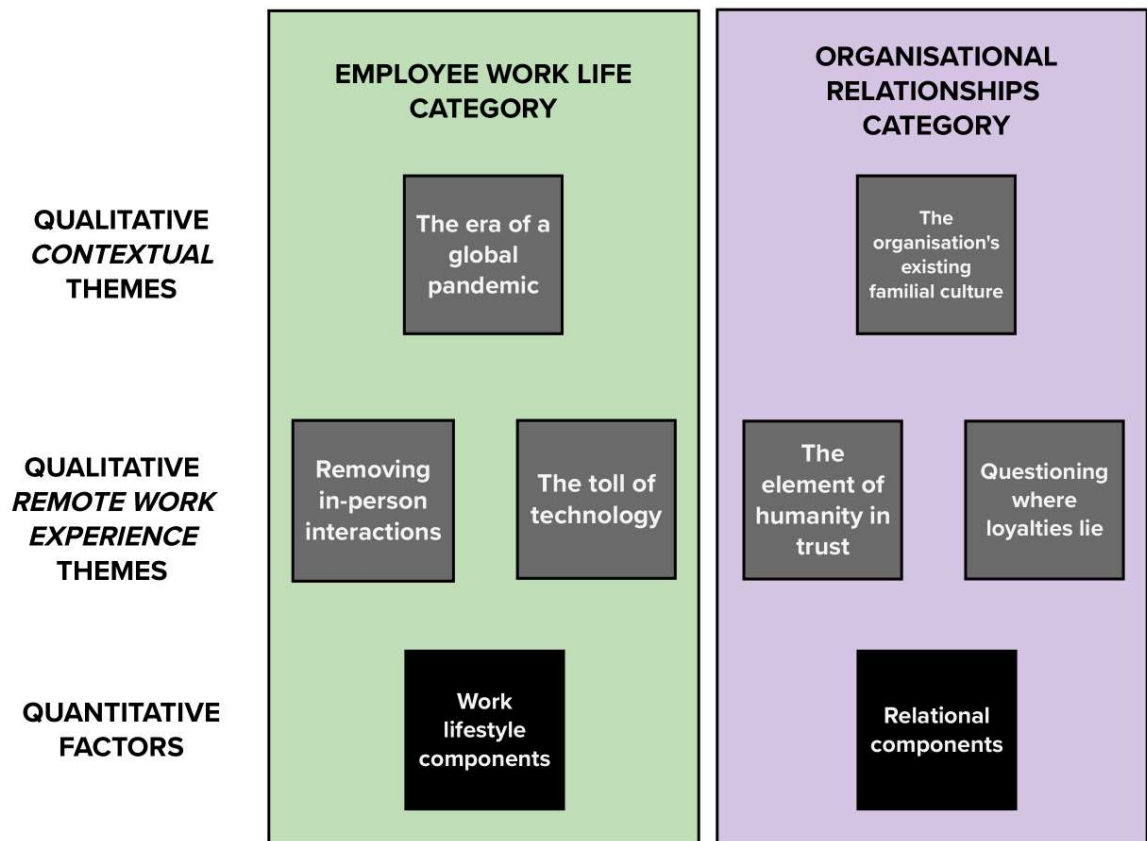 EMPLOYEE WORK LIFE
CATEGORY
ORGANISATIONAL
RELATIONSHIPS
CATEGORY
QUALITATIVE
CONTEXTUAL
THEMES
The era of a
global
pandemic
The
organisation's
existing
familial culture
QUALITATIVE
REMOTE WORK
EXPERIENCE
THEMES
Removing
in-person
interactions
The toll of
technology
The
element of
humanity in
trust
Questioning
where
loyalties lie
QUANTITATIVE
FACTORS
Work
lifestyle
components
Relational
components